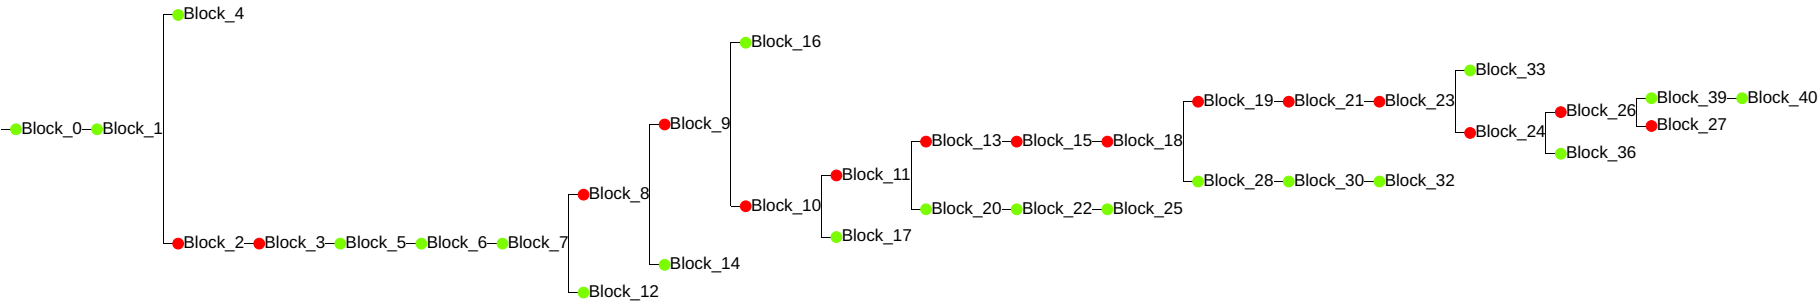 Block_4
Block_16
Block_33
Block_39 Block_40
Block_19 Block_21 Block_23
Block_26
Block_9
Block_27
Block_0 Block_1
Block_24
Block_13 Block_15 Block_18
Block_36
Block_11
Block_28 Block_30 Block_32
Block_8
Block_10
Block_20 Block_22 Block_25
Block_17
Block_2 Block_3 Block_5 Block_6 Block_7
Block_14
Block_12